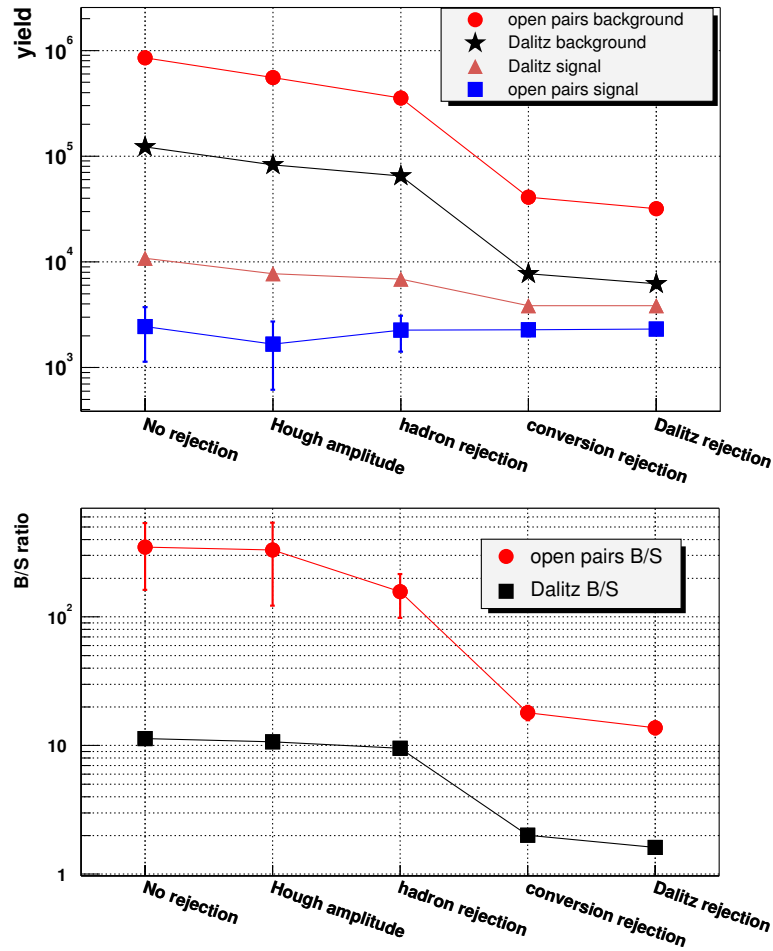 yield
10^6
10^5
10^4
10^3
open pairs background
Dalitz background
Dalitz signal
open pairs signal
No rejection
Hough amplitude
hadron rejection
conversion rejection
Dalitz rejection
B/S ratio
10^2
10
1
open pairs B/S
Dalitz B/S
No rejection
Hough amplitude
hadron rejection
conversion rejection
Dalitz rejection